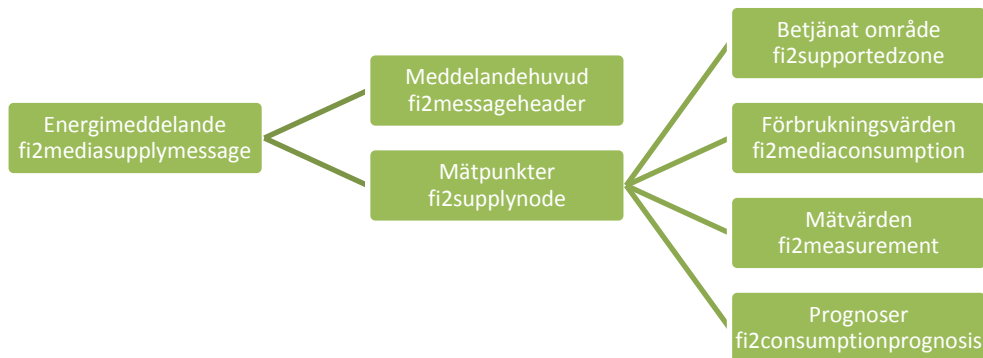 Energimeddelande
fi2mediasupplymessage
Meddelandehuvud
fi2messageheader
Mätpunkter
fi2supplynode
Betjänat område
fi2supportedzone
Förbrukningsvärden
fi2mediaconsumption
Mätvärden
fi2measurement
Prognoser
fi2consumptionprognosis